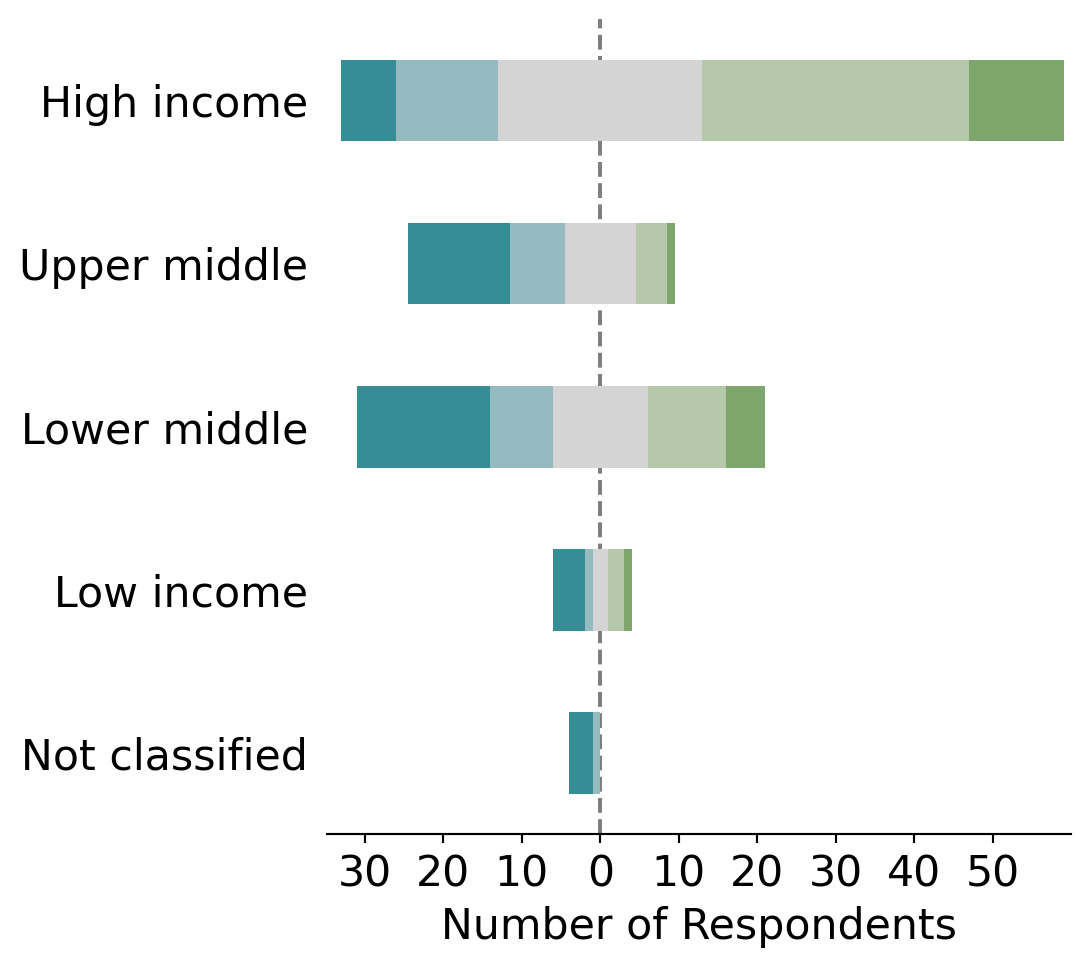 High income
Upper middle
Lower middle
Low income
Not classified
30 20 10 0 10 20 30 40 50
Number of Respondents